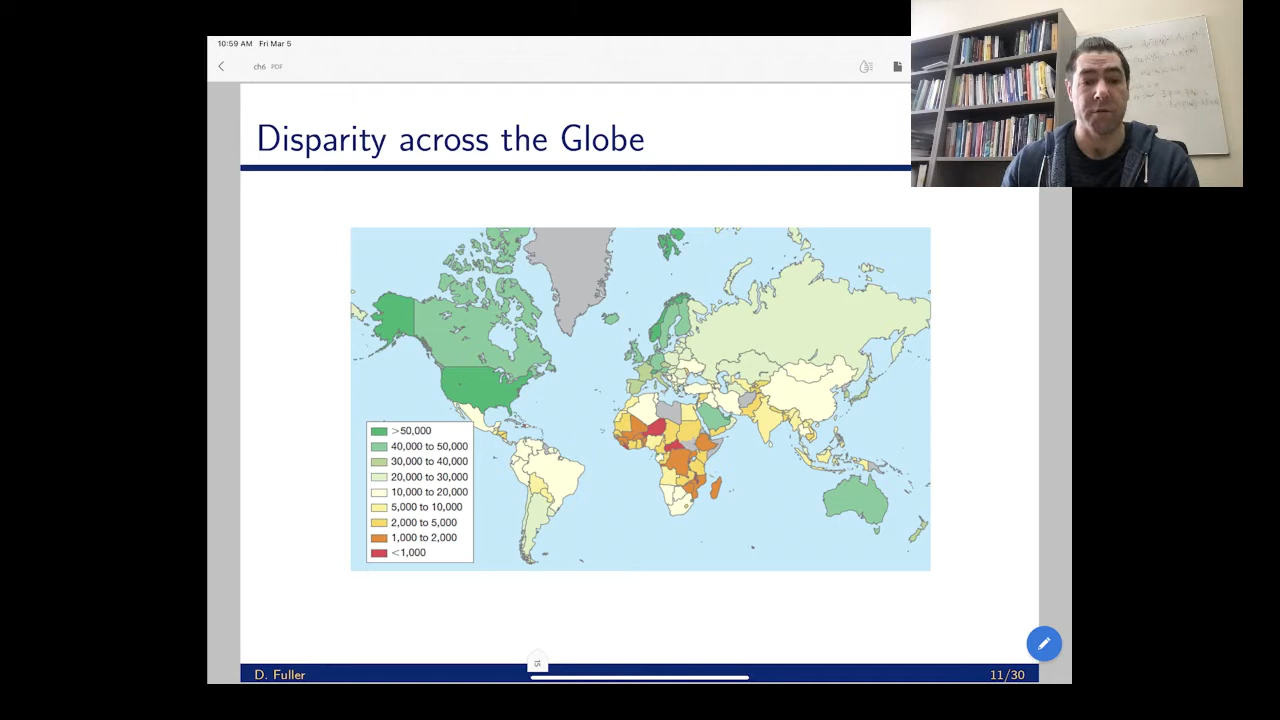 10:59 AM Fri Mar 5
ch6 PDF
Disparity across the Globe
>50,000
40,000 to 50,000
30,000 to 40,000
20,000 to 30,000
10,000 to 20,000
5,000 to 10,000
2,000 to 5,000
1,000 to 2,000
<1,000
15
D. Fuller
11/30